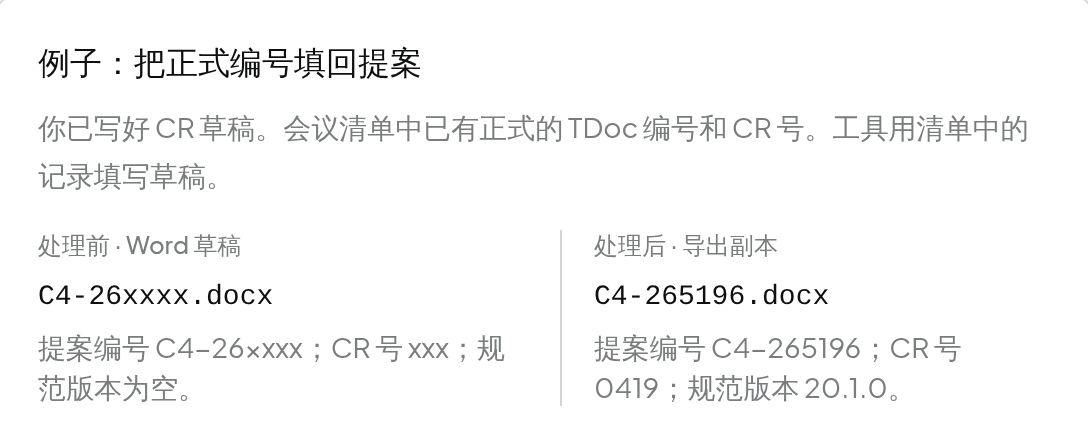 例子：把正式编号填回提案
你已写好 CR 草稿。会议清单中已有正式的 TDoc 编号和 CR 号。工具用清单中的
记录填写草稿。
处理前 · Word 草稿
C4-26xxxx.docx
提案编号 C4–26×xxx；CR 号 xxx；规
范版本为空。
处理后 · 导出副本
C4-265196.docx
提案编号 C4–265196；CR 号
0419；规范版本 20.1.0。